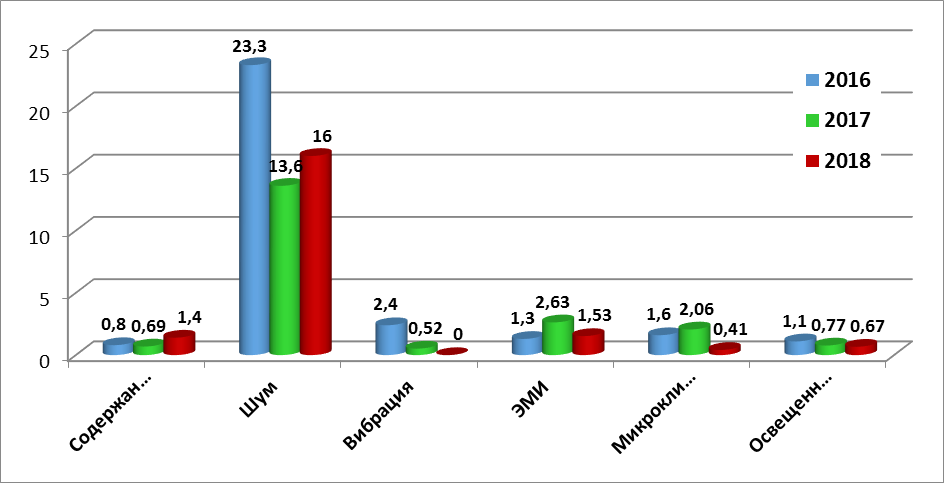 25
20
15
10
5
0
0,8 0,69 1,4
23,3 13,6 16
2,4 0,52 0
1,3 2,63 1,53
1,6 2,06 0,41
1,1 0,77 0,67
Содержан...
Шум
Вибрация
ЭМИ
Микрокли...
Освещенн...
2016
2017
2018